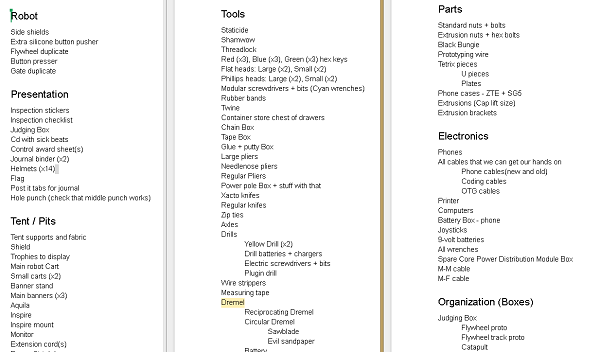 Robot
Side shields
Extra silicone button pusher
Flywheel duplicate
Button presser
Gate duplicate
Presentation
Inspection stickers
Inspection checklist
Judging Box
Cd with sick beats
Control award sheet(s)
Journal binder (x2)
Helmets (x14)
Flag
Post it tabs for journal
Hole punch (check that middle punch works)
Tent / Pits
Tent supports and fabric
Shield
Trophies to display
Main robot Cart
Small carts (x2)
Banner stand
Main banners (x3)
Aquila
Inspire
Inspire mount
Monitor
Extension cord(s)
Tools
Staticide
Shamwow
Threadlock
Red (x3), Blue (x3), Green (x3) hex keys
Flat heads: Large (x2), Small (x2)
Phillips heads: Large (x2), Small (x2)
Modular screwdrivers + bits (Cyan wrenches)
Rubber bands
Twine
Container store chest of drawers
Chain Box
Tape Box
Glue + putty Box
Large pliers
Needlenose pliers
Regular Pliers
Power pole Box + stuff with that
Xacto knifes
Regular knifes
Zip ties
Axles
Drills
Yellow Drill (x2)
Drill batteries + chargers
Electric screwdrivers + bits
Plugin drill
Wire strippers
Measuring tape
Dremel
Reciprocating Dremel
Circular Dremel
Sawblade
Evil sandpaper
Battery
Parts
Standard nuts + bolts
Extrusion nuts + hex bolts
Black Bungie
Prototyping wire
Tetrix pieces
U pieces
Plates
Phone cases - ZTE + SG5
Extrusions (Cap lift size)
Extrusion brackets
Electronics
Phones
All cables that we can get our hands on
Phone cables(new and old)
Coding cables
OTG cables
Printer
Computers
Battery Box - phone
Joysticks
9-volt batteries
All wrenches
Spare Core Power Distribution Module Box
M-M cable
M-F cable
Organization (Boxes)
Judging Box
Flywheel proto
Flywheel track proto
Catapult